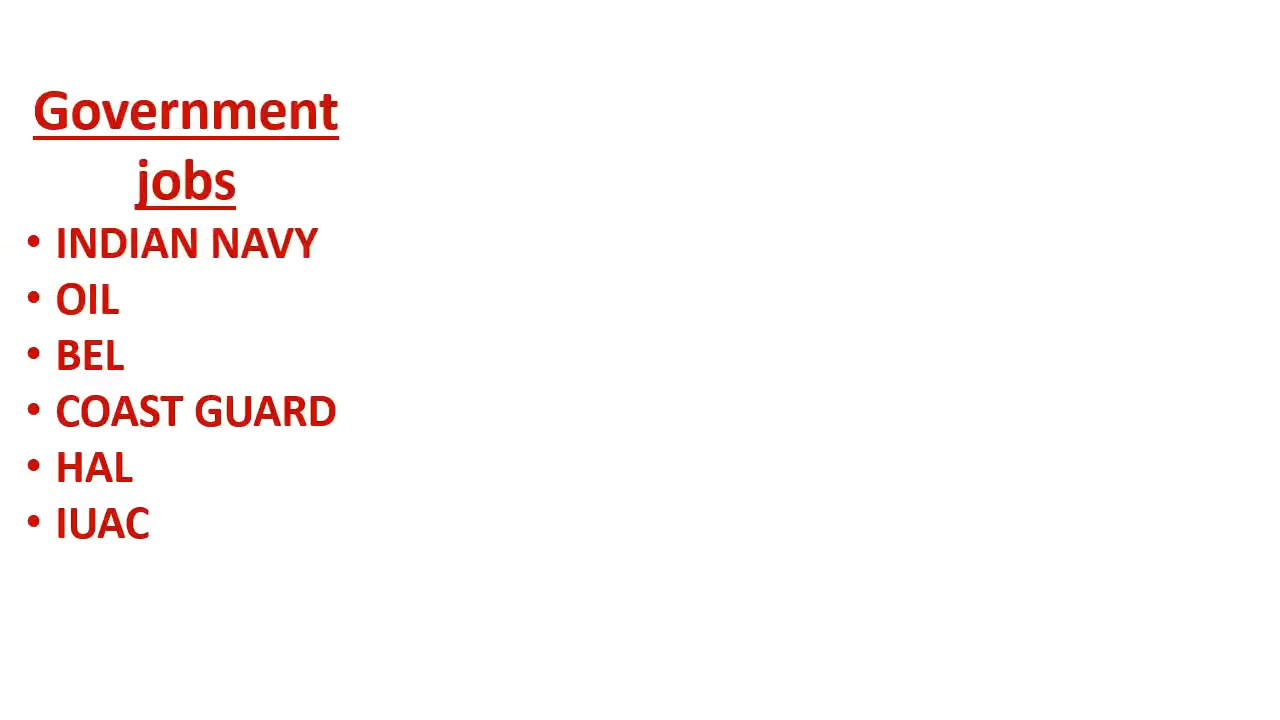 Government
jobs
• INDIAN NAVY
• OIL
• BEL
• COAST GUARD
• HAL
• IUAC